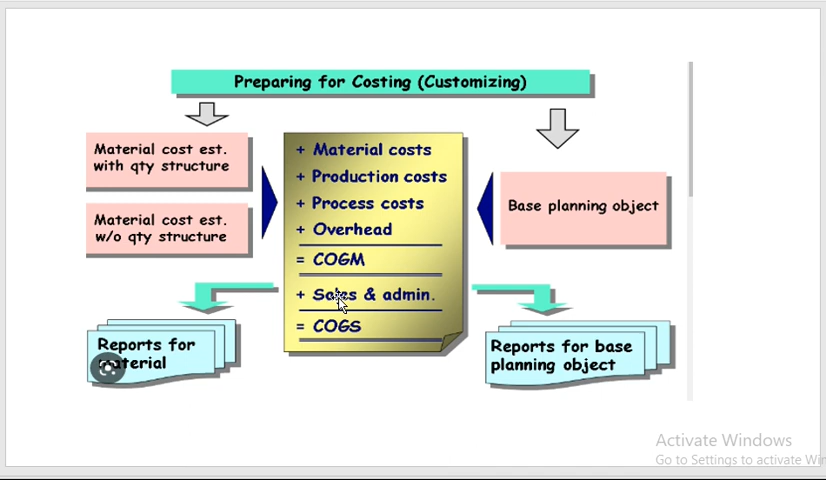 Preparing for Costing (Customizing)
Material cost est.
with qty structure
Material cost est.
w/o qty structure
+ Material costs
+ Production costs
+ Process costs
+ Overhead
= COGM
+ Sales & admin.
= COGS
Base planning object
Reports for
material
Reports for base
planning object
Activate Windows
Go to Settings to activate Win